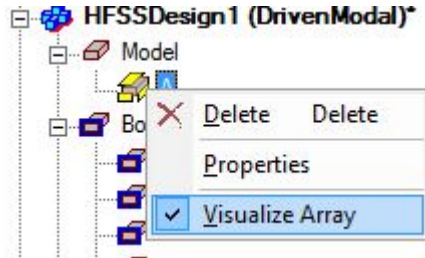 HFSSDesign1 (DrivenModal)*
Model
A
Bo
Delete Delete
Properties
Visualize Array